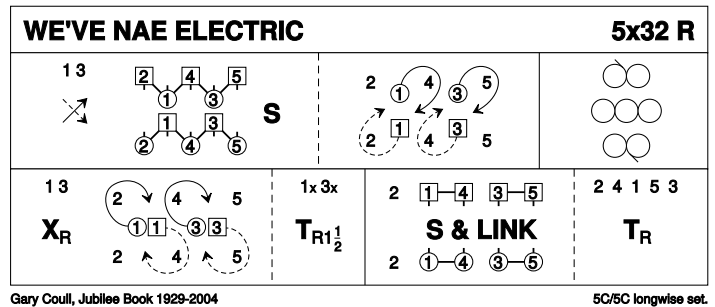 WE'VE NAE ELECTRIC 5x32 R
1 3 2 4 5 2 4 5
1 3 1 3
S
1 3 1 3
2 4 5 2 4 5
1 3 2 4 5 1x 3x 2 1 4 3 5 2 4 1 5 3
X R 1 1 3 3 T R1½ S & LINK T R
2 4 5 2 1 4 3 5
Gary Coull, Jubilee Book 1929-2004 5C/5C longwise set.